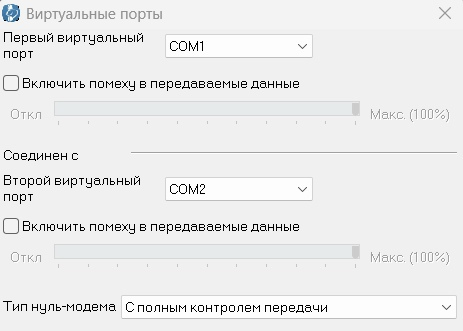 Виртуальные порты
Первый виртуальный
порт
COM1
Включить помеху в передаваемые данные
Откл
Макс. (100%)
Соединен с
Второй виртуальный
порт
COM2
Включить помеху в передаваемые данные
Откл
Макс. (100%)
Тип нуль-модема
С полным контролем передачи